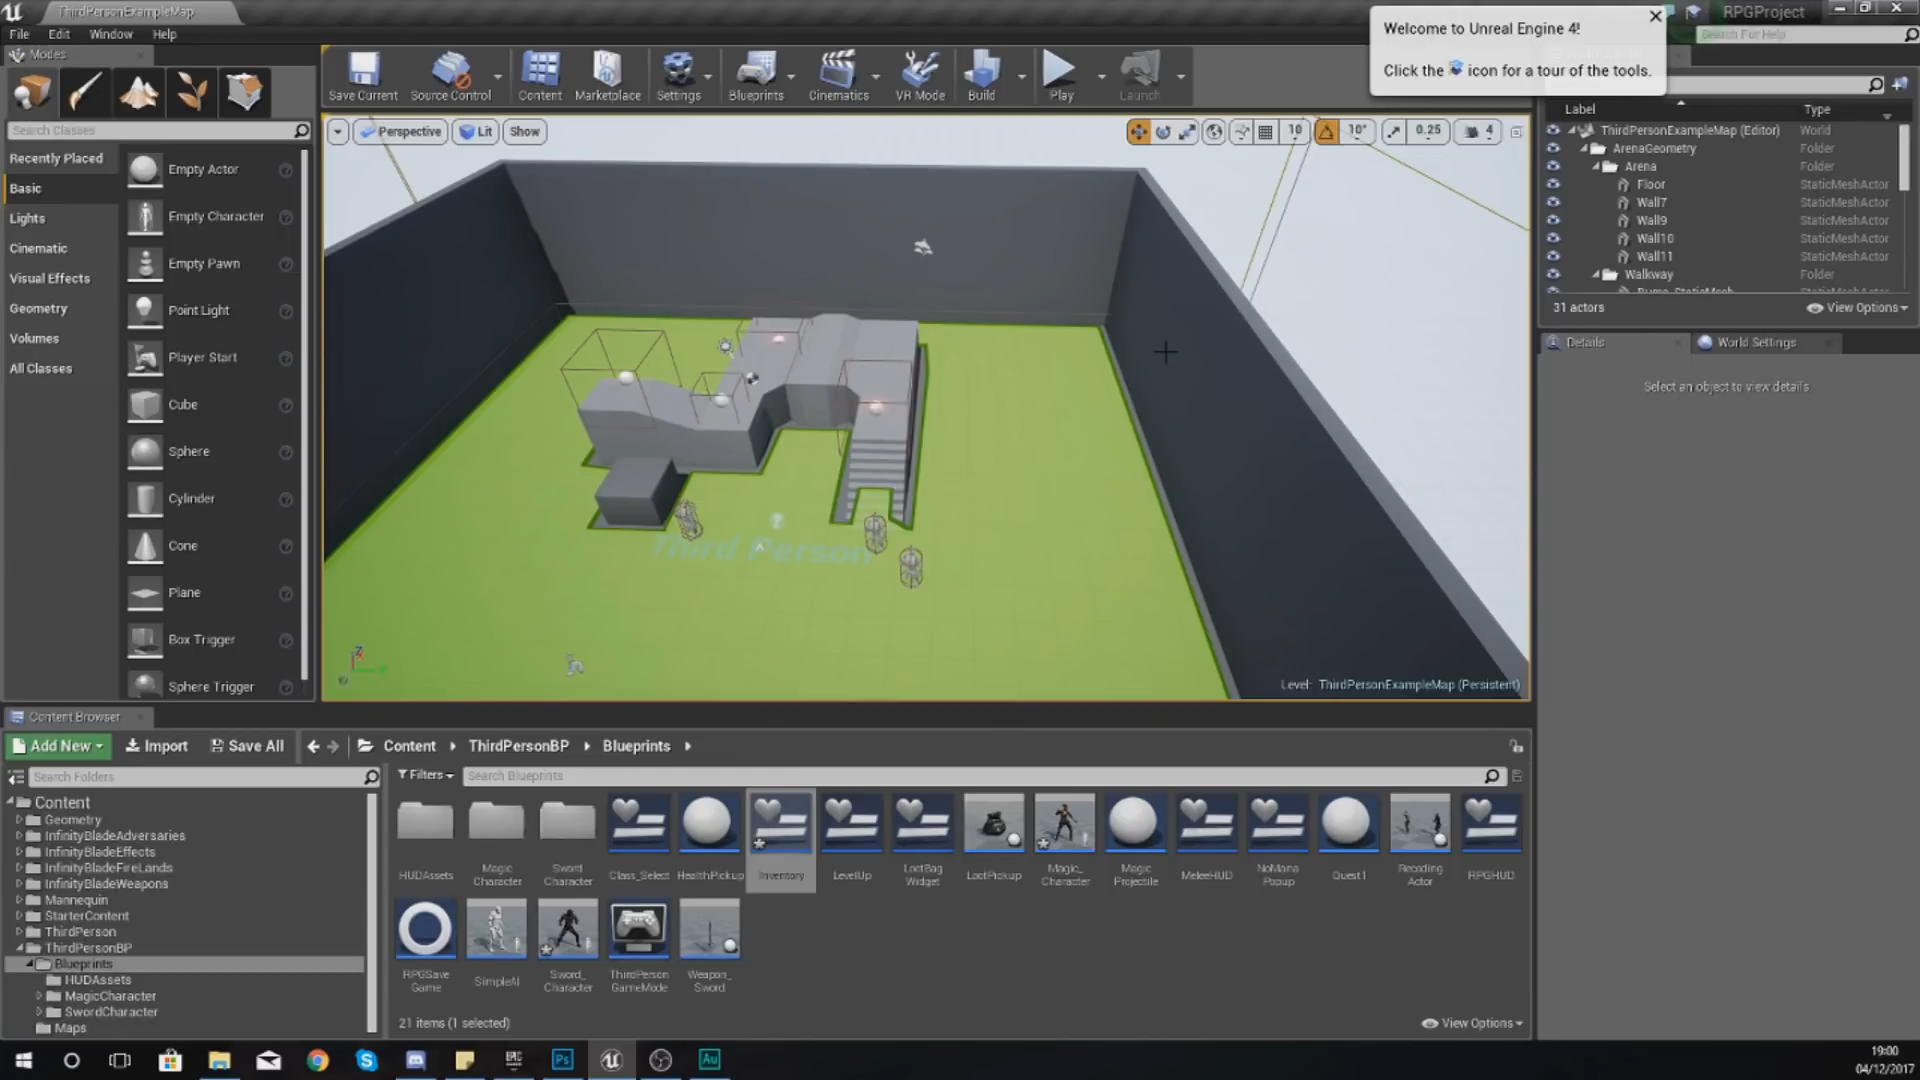 ThirdPersonExampleMap
RPGProject
File Edit Window Help
Search For Help
Modes
Welcome to Unreal Engine 4!
Click the icon for a tour of the tools.
Save Current
Source Control
Content
Marketplace
Settings
Blueprints
Cinematics
VR Mode
Build
Play
Launch
Search Classes
Recently Placed
Basic
Lights
Cinematic
Visual Effects
Geometry
Volumes
All Classes
Empty Actor
Empty Character
Empty Pawn
Point Light
Player Start
Cube
Sphere
Cylinder
Cone
Plane
Box Trigger
Sphere Trigger
Perspective Lit Show
10 10° 0.25 4
Third Person
Level: ThirdPersonExampleMap (Persistent)
Label Type
ThirdPersonExampleMap (Editor) World
ArenaGeometry Folder
Arena Folder
Floor StaticMeshActor
Wall7 StaticMeshActor
Wall9 StaticMeshActor
Wall10 StaticMeshActor
Wall11 StaticMeshActor
Walkway Folder
31 actors View Options
Details World Settings
Select an object to view details
Content Browser
Add New Import Save All Content ThirdPersonBP Blueprints
Search Folders
Filters Search Blueprints
Content
Geometry
InfinityBladeAdversaries
InfinityBladeEffects
InfinityBladeFireLands
InfinityBladeWeapons
Mannequin
StarterContent
ThirdPerson
ThirdPersonBP
Blueprints
HUDAssets
MagicCharacter
SwordCharacter
Maps
HUDAssets
Magic Character
Sword Character
Class_Select
HealthPickup
Inventory
LevelUp
LootBag Widget
LootPickup
Magic_ Character
Magic Projectile
MeleeHUD
NoMana Popup
Quest1
Recoding Actor
RPGHUD
RPGSave Game
SimpleAI
Sword_ Character
ThirdPerson GameMode
Weapon_ Sword
21 items (1 selected) View Options
EPIC
Ps
Au
19:00
04/12/2017